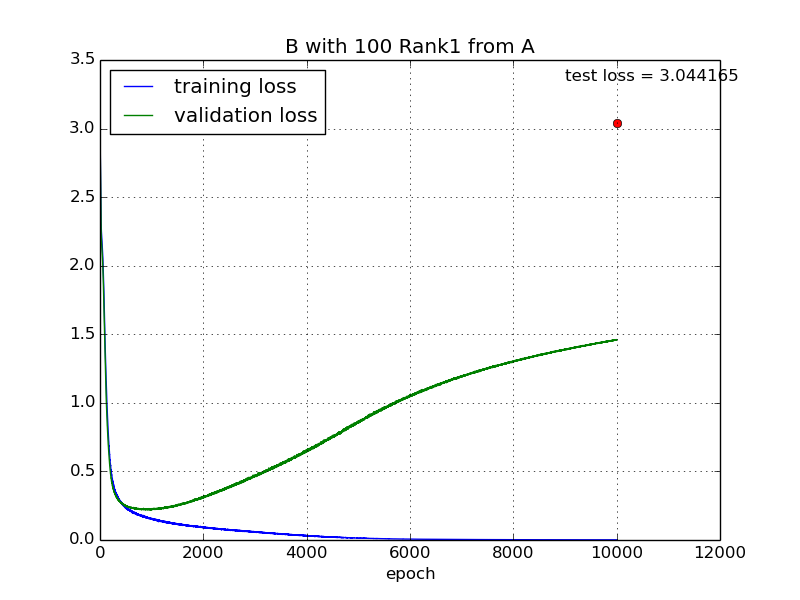 B with 100 Rank1 from A
3.5
3.0
2.5
2.0
1.5
1.0
0.5
0.0
training loss
validation loss
test loss = 3.044165
0 2000 4000 6000 8000 10000 12000
epoch